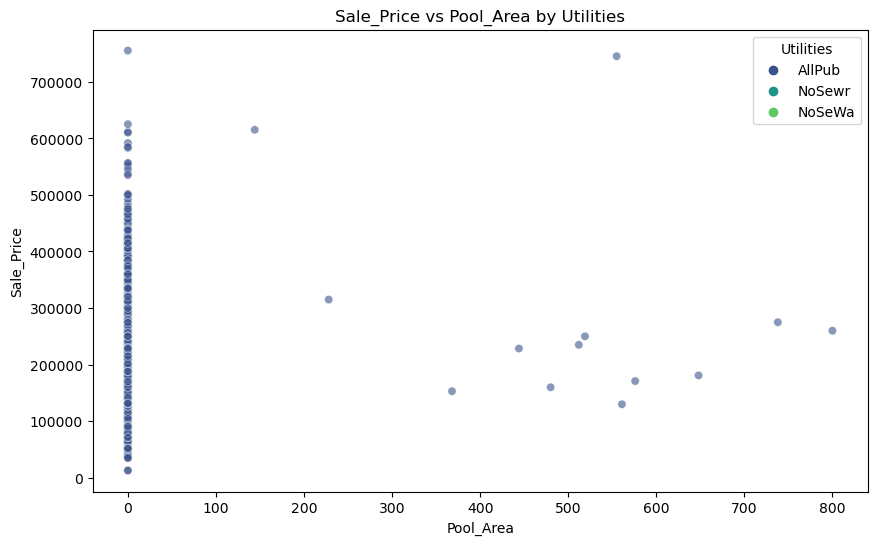 Sale_Price vs Pool_Area by Utilities
Utilities
AllPub
NoSewr
NoSeWa
700000
600000
500000
400000
300000
200000
100000
0
Sale_Price
0 100 200 300 400 500 600 700 800
Pool_Area